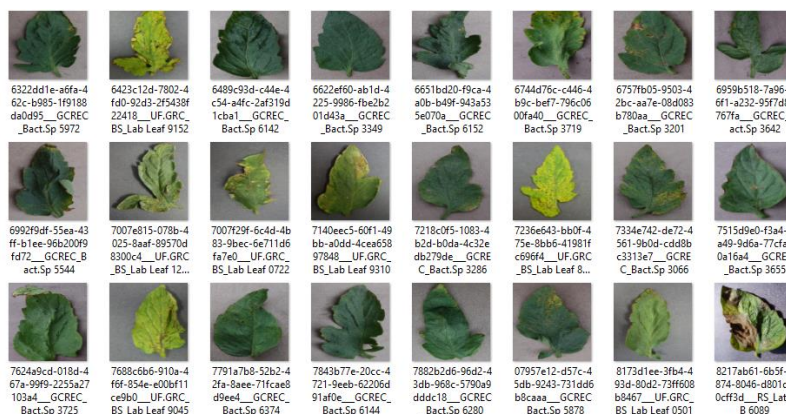 6322dd1e-a6fa-4
62c-b985-1f9188
da0d95___GCREC
_Bact.Sp 5972
6423c12d-7802-4
fd0-92d3-2f5438f
22418___UF.GRC_
BS_Lab Leaf 9152
6489c93d-c44e-4
c54-a4fc-2af319d
1cba1___GCREC_
Bact.Sp 6142
6622ef60-ab1d-4
225-9986-fbe2b2
01d43a___GCREC
_Bact.Sp 3349
6651bd20-f9ca-4
a0b-b49f-943a53
5e070a___GCREC
_Bact.Sp 6152
6744d76c-c446-4
b9c-bef7-796c06
00fa40___GCREC_
Bact.Sp 3719
6757fb05-9503-4
2bc-aa7e-08d083
b780aa___GCREC
_Bact.Sp 3201
6959b518-7a96-
6f1-a232-95f7d8
767fa___GCREC_
act.Sp 3642
6992f9df-55ea-43
ff-b1ee-96b200f9
fd72___GCREC_B
act.Sp 5544
7007e815-078b-4
025-8aaf-89570d
8300c4___UF.GRC
_BS_Lab Leaf 12...
7007f29f-6c4d-4b
83-9bec-6e711d6
fa7e0___UF.GRC_
BS_Lab Leaf 0722
7140eec5-60f1-49
bb-a0dd-4cea658
97848___UF.GRC_
BS_Lab Leaf 9310
7218c0f5-1083-4
b2d-b0da-4c32e
db279de___GCRE
C_Bact.Sp 3286
7236e643-bb0f-4
75e-8bb6-41981f
c696f4___UF.GRC
_BS_Lab Leaf 8...
7334e742-de72-4
561-9b0d-cdd8b
c3313e7___GCRE
C_Bact.Sp 3066
7515d9e0-f3a4-
a49-9d6a-77cfa
0a16a4___GCREC
_Bact.Sp 3655
7624a9cd-018d-4
67a-99f9-2255a27
103a4___GCREC_
Bact.Sp 3725
7688c6b6-910a-4
f6f-854e-e00bf11
ce9b0___UF.GRC_
BS_Lab Leaf 9045
7791a7b8-52b2-4
2fa-8aee-71fcae8
d9ee4___GCREC_
Bact.Sp 6374
7843b77e-20cc-4
721-9eeb-62206d
91af0e___GCREC_
Bact.Sp 6144
7882b2d6-96d2-4
3db-968c-5790a9
dddc18___GCREC_
Bact.Sp 6280
07957e12-d57c-4
5db-9243-731dd6
b8caaa___GCREC
_Bact.Sp 5878
8173d1ee-3fb4-4
93d-80d2-73ff608
b8467___UF.GRC_
BS_Lab Leaf 0501
8217ab61-6b5f-
874-8046-d801c
0cff3d___RS_Lat
B 6089